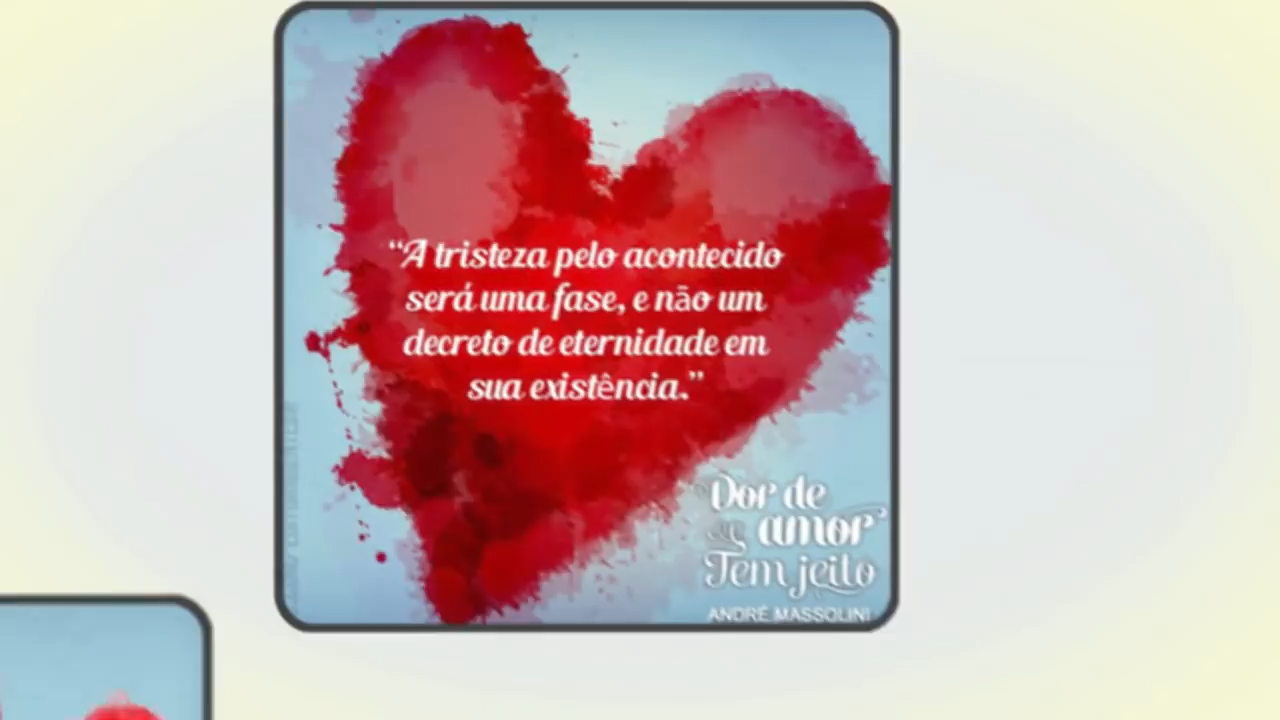 “A tristeza pelo acontecido
será uma fase, e não um
decreto de eternidade em
sua existência.”
Dor de
amor
Tem jeito
ANDRÉ MASSOLINI